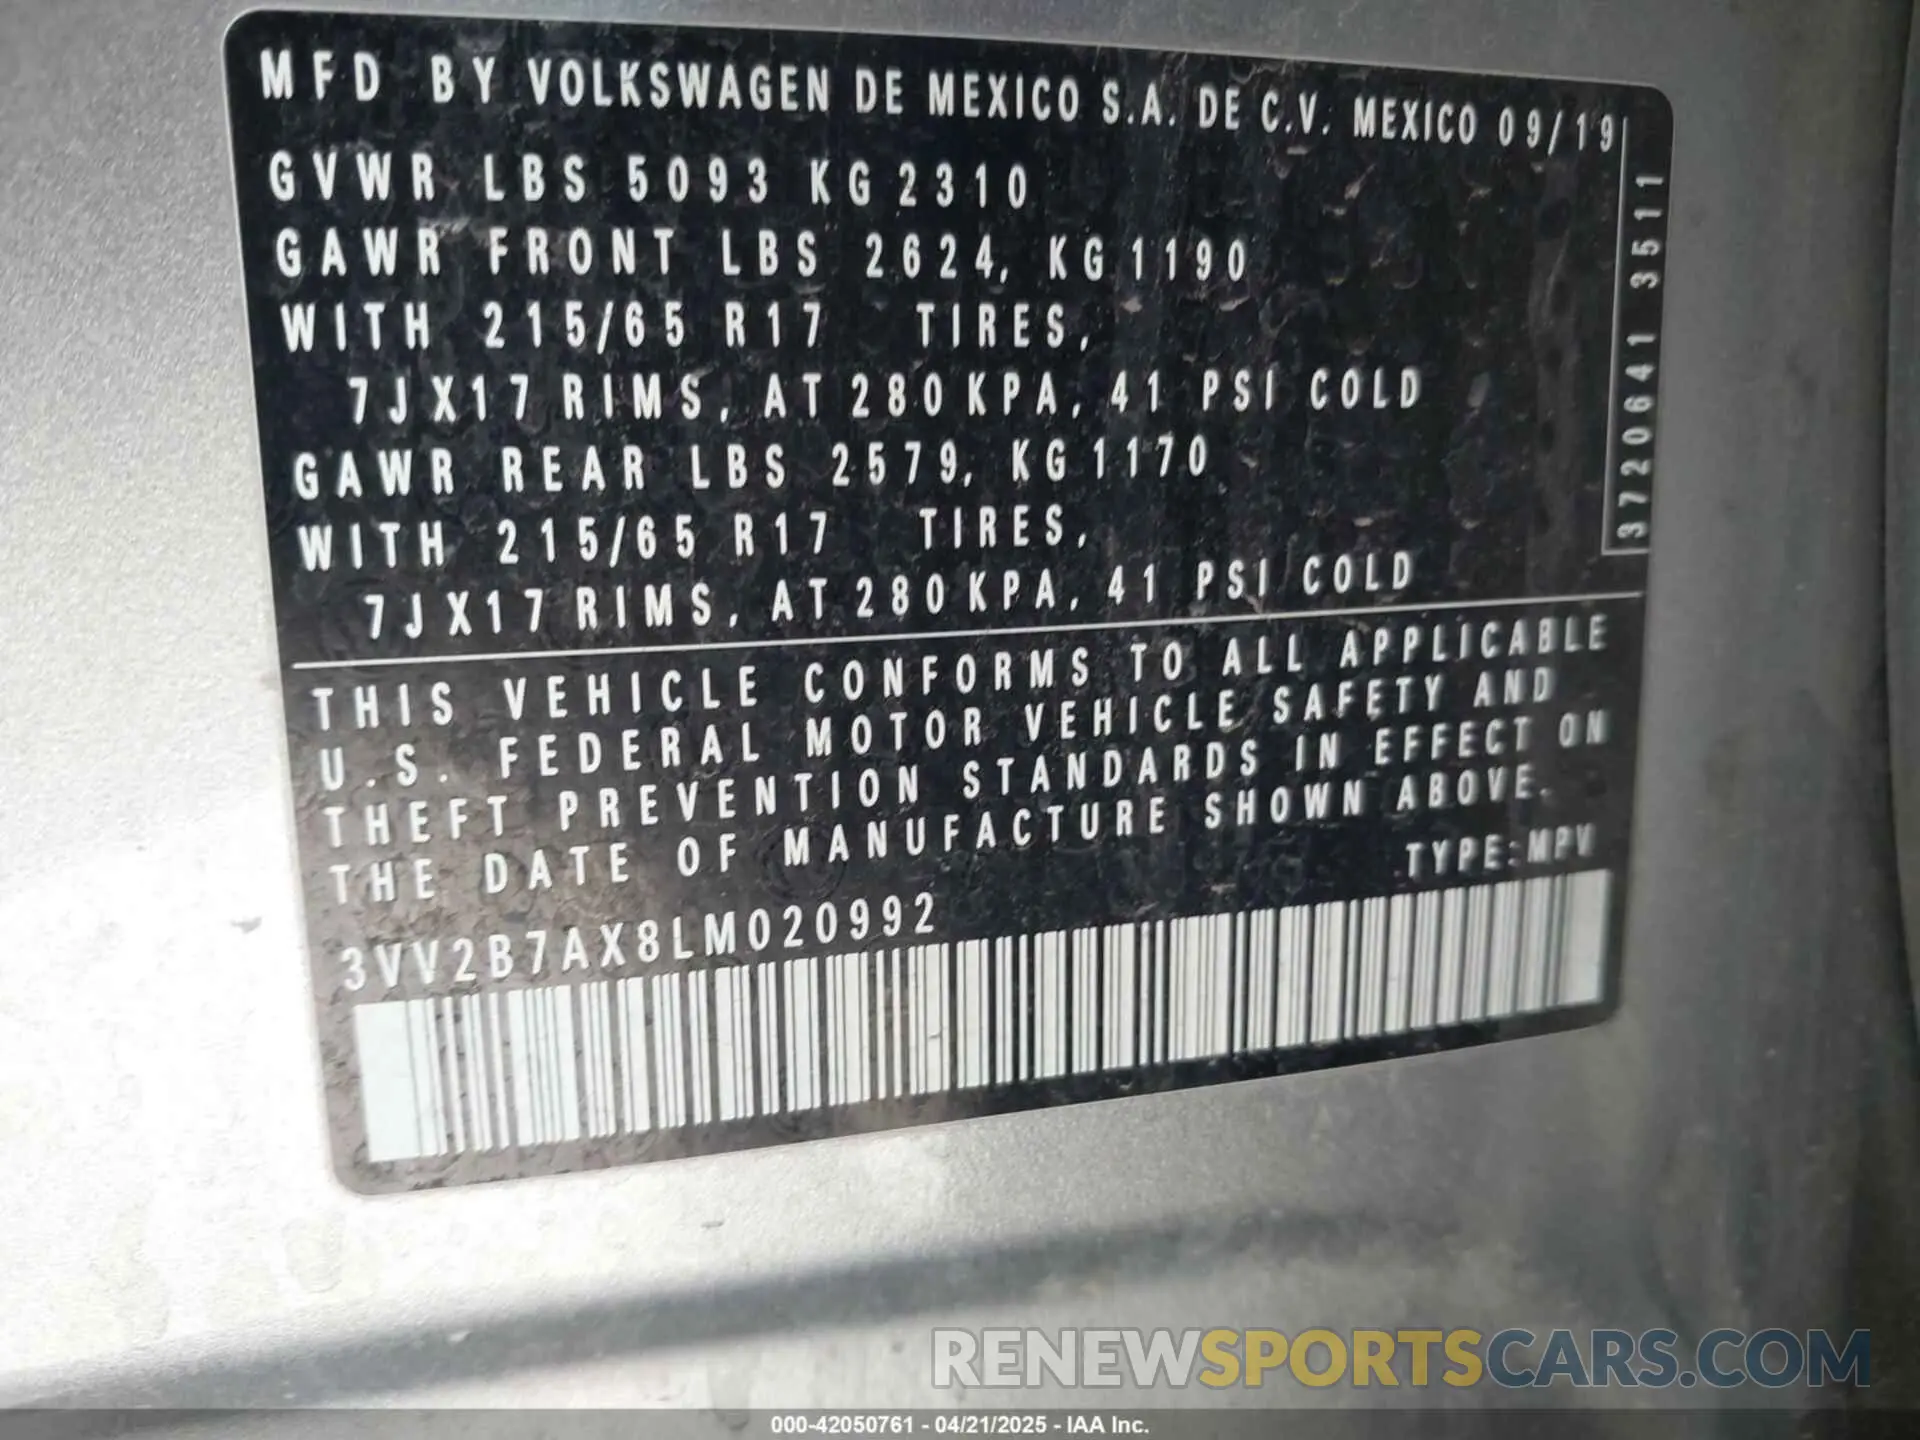 MFD BY VOLKSWAGEN DE MEXICO S.A. DE C.V. MEXICO 09/19
GVWR LBS 5093 KG 2310
GAWR FRONT LBS 2624, KG 1190
WITH 215/65 R17 TIRES,
7JX17 RIMS, AT 280 KPA, 41 PSI COLD
GAWR REAR LBS 2579, KG 1170
WITH 215/65 R17 TIRES,
7JX17 RIMS, AT 280 KPA, 41 PSI COLD
3720641 3511
THIS VEHICLE CONFORMS TO ALL APPLICABLE
U.S. FEDERAL MOTOR VEHICLE SAFETY AND
THEFT PREVENTION STANDARDS IN EFFECT ON
THE DATE OF MANUFACTURE SHOWN ABOVE.
TYPE:MPV
3VV2B7AX8LM020992
RENEWSPORTSCARS.COM
000-42050761 - 04/21/2025 - IAA Inc.